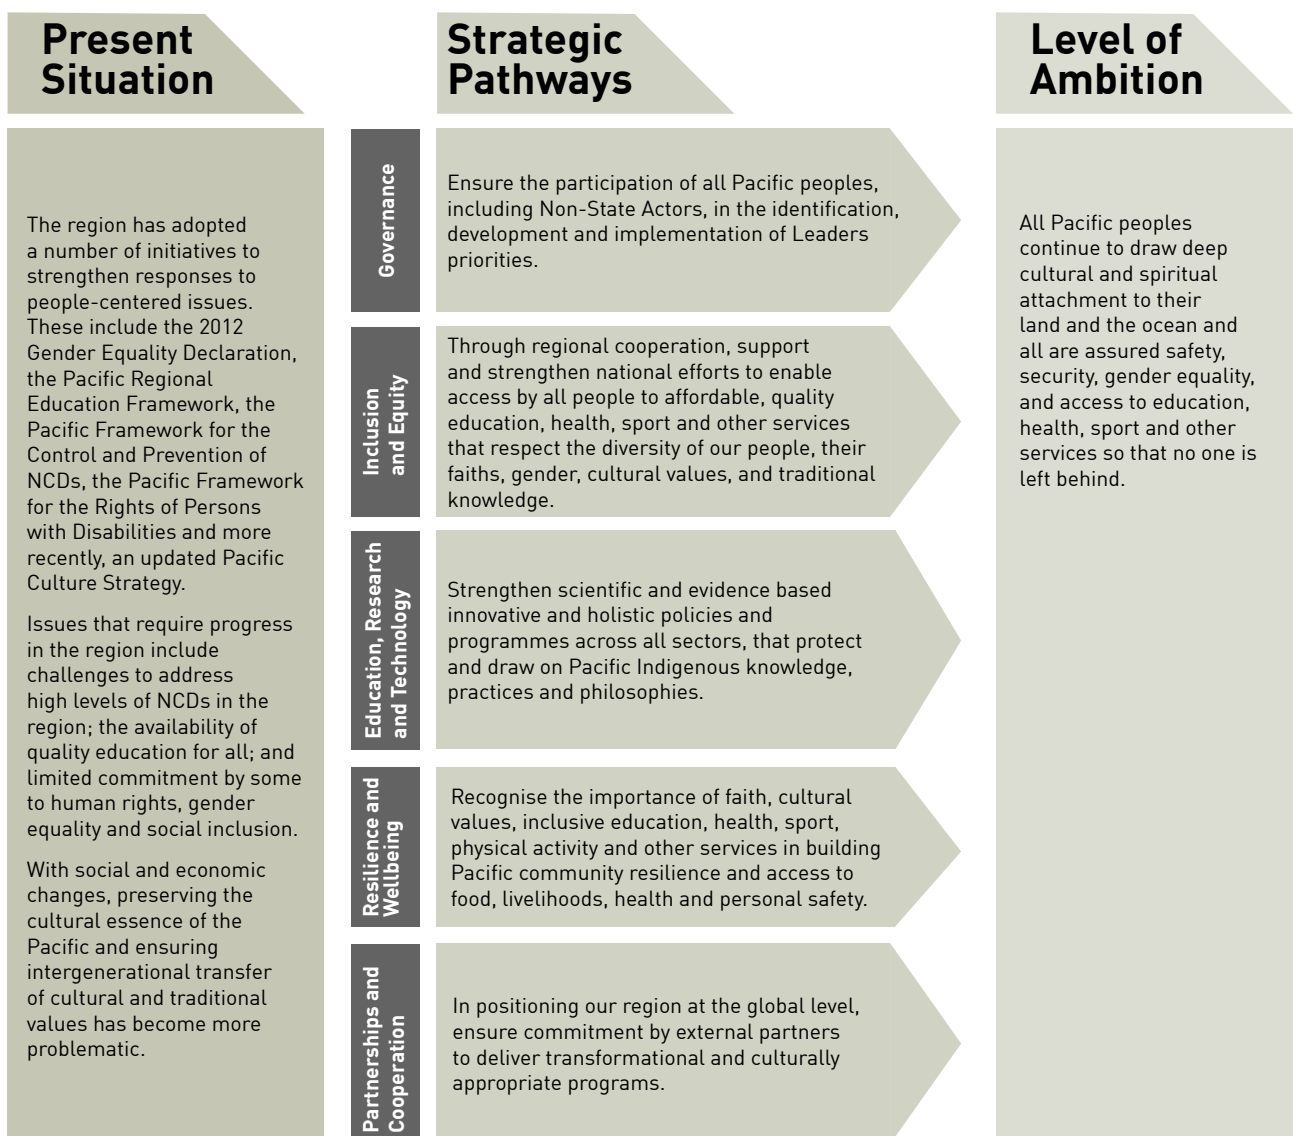 Present
Situation
The region has adopted
a number of initiatives to
strengthen responses to
people-centered issues.
These include the 2012
Gender Equality Declaration,
the Pacific Regional
Education Framework, the
Pacific Framework for the
Control and Prevention of
NCDs, the Pacific Framework
for the Rights of Persons
with Disabilities and more
recently, an updated Pacific
Culture Strategy.
Issues that require progress
in the region include
challenges to address
high levels of NCDs in the
region; the availability of
quality education for all; and
limited commitment by some
to human rights, gender
equality and social inclusion.
With social and economic
changes, preserving the
cultural essence of the
Pacific and ensuring
intergenerational transfer
of cultural and traditional
values has become more
problematic.
Strategic
Pathways
Governance
Ensure the participation of all Pacific peoples,
including Non-State Actors, in the identification,
development and implementation of Leaders
priorities.
Inclusion
and Equity
Through regional cooperation, support
and strengthen national efforts to enable
access by all people to affordable, quality
education, health, sport and other services
that respect the diversity of our people, their
faiths, gender, cultural values, and traditional
knowledge.
Education, Research
and Technology
Strengthen scientific and evidence based
innovative and holistic policies and
programmes across all sectors, that protect
and draw on Pacific Indigenous knowledge,
practices and philosophies.
Resilience and
Wellbeing
Recognise the importance of faith, cultural
values, inclusive education, health, sport,
physical activity and other services in building
Pacific community resilience and access to
food, livelihoods, health and personal safety.
Partnerships and
Cooperation
In positioning our region at the global level,
ensure commitment by external partners
to deliver transformational and culturally
appropriate programs.
Level of
Ambition
All Pacific peoples
continue to draw deep
cultural and spiritual
attachment to their
land and the ocean and
all are assured safety,
security, gender equality,
and access to education,
health, sport and other
services so that no one is
left behind.